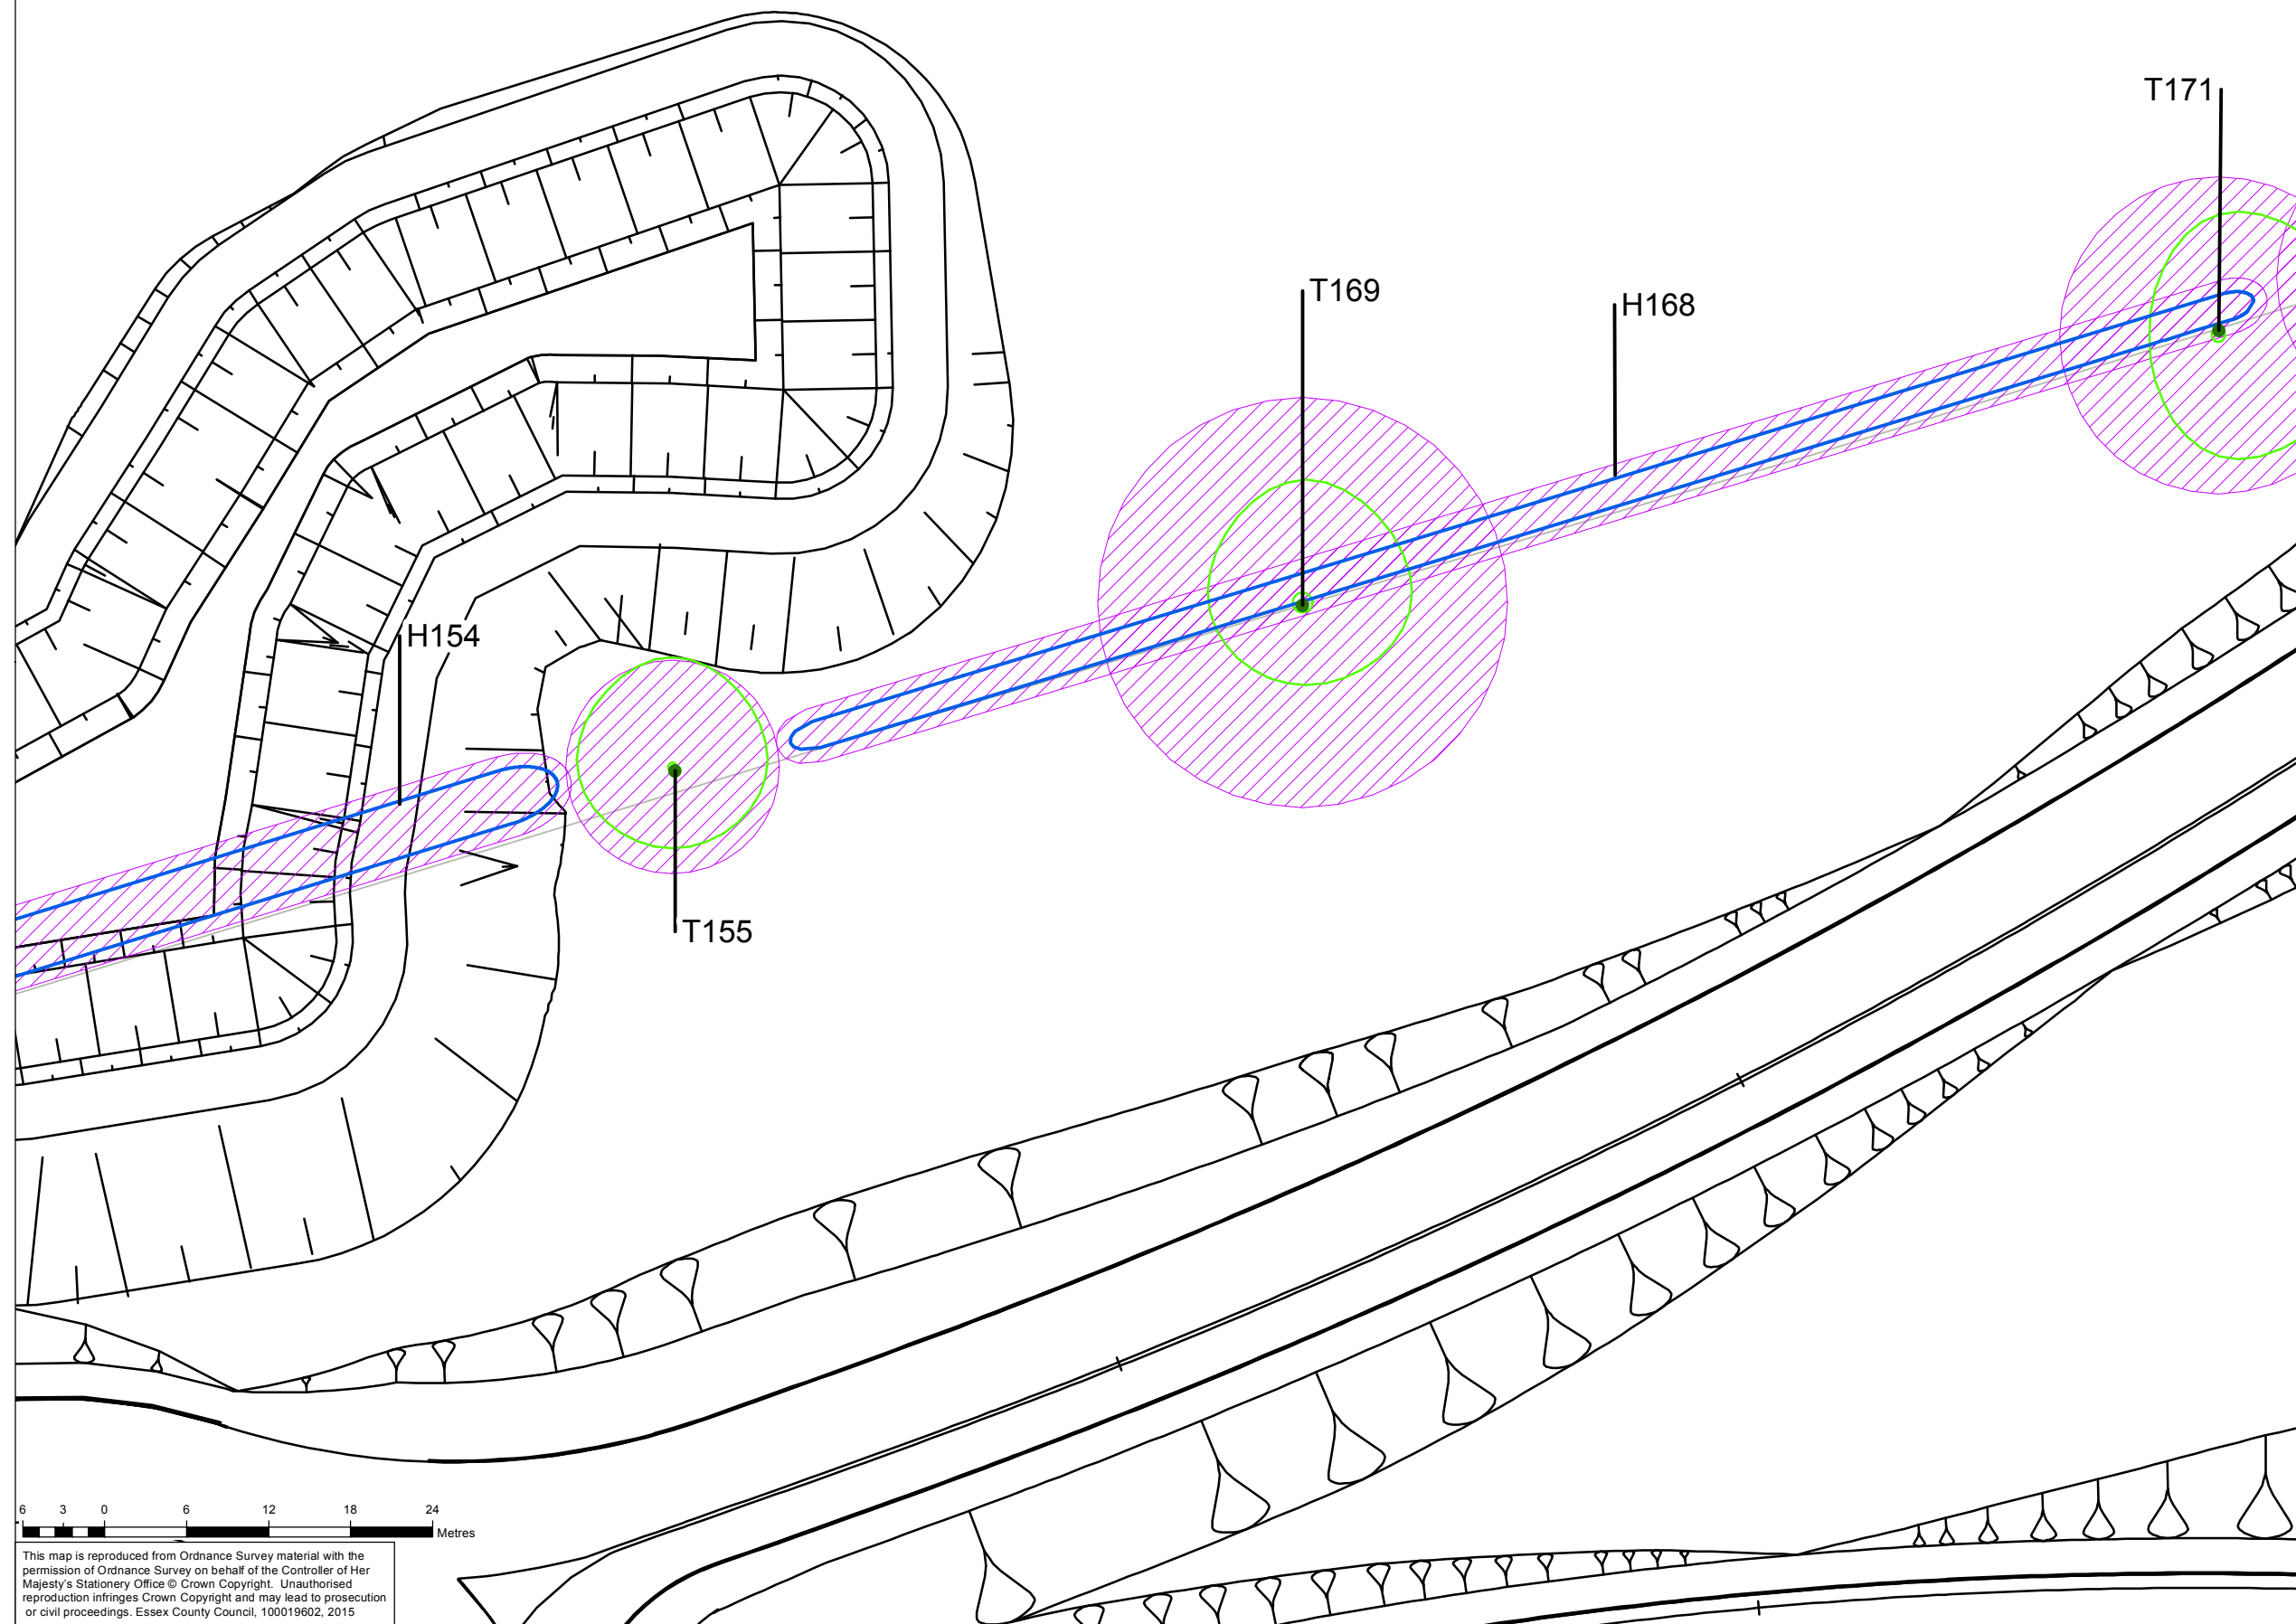 T171
T169
H168
H154
T155
6 3 0 6 12 18 24
Metres
This map is reproduced from Ordnance Survey material with the
permission of Ordnance Survey on behalf of the Controller of Her
Majesty's Stationery Office © Crown Copyright. Unauthorised
reproduction infringes Crown Copyright and may lead to prosecution
or civil proceedings. Essex County Council, 100019602, 2015